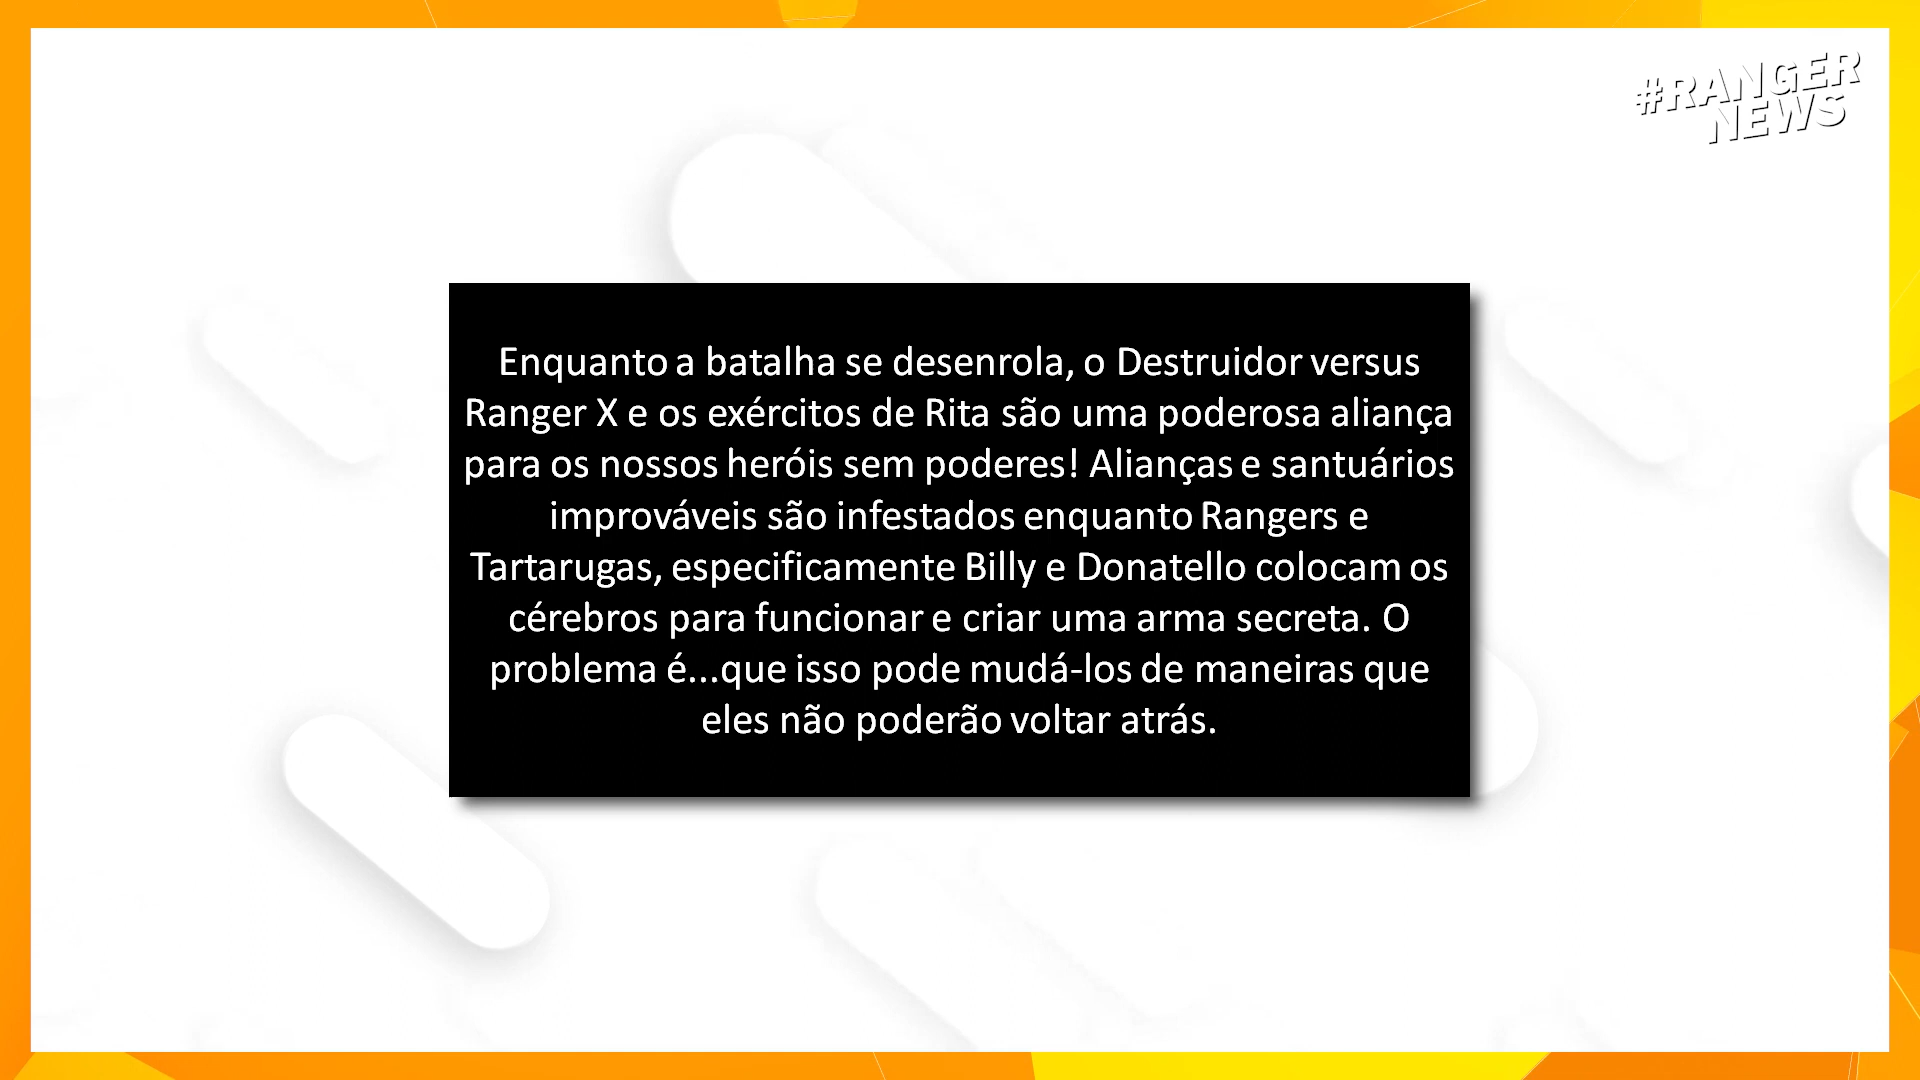 #RANGER
NEWS
Enquanto a batalha se desenrola, o Destruidor versus
Ranger X e os exércitos de Rita são uma poderosa aliança
para os nossos heróis sem poderes! Alianças e santuários
improváveis são infestados enquanto Rangers e
Tartarugas, especificamente Billy e Donatello colocam os
cérebros para funcionar e criar uma arma secreta. O
problema é...que isso pode mudá-los de maneiras que
eles não poderão voltar atrás.